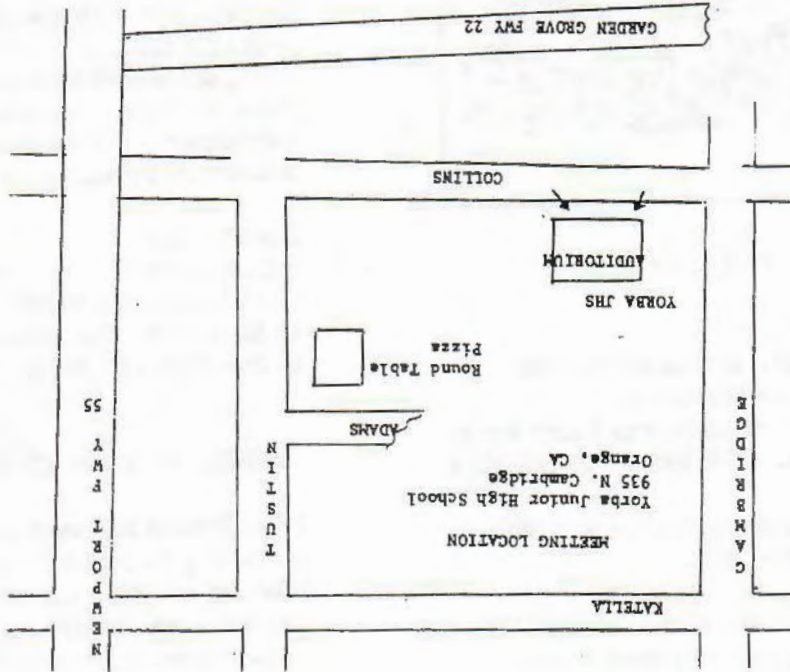 KATELLA
MEETING LOCATION
Yorba Junior High School
935 N. Cambridge
Orange, CA
CAMBRIDGE
TUSTIN
NEWPORT FWY 55
ADAMS
Round Table
Pizza
YORBA JHS
AUDITORIUM
COLLINS
GARDEN GROVE FWY 22